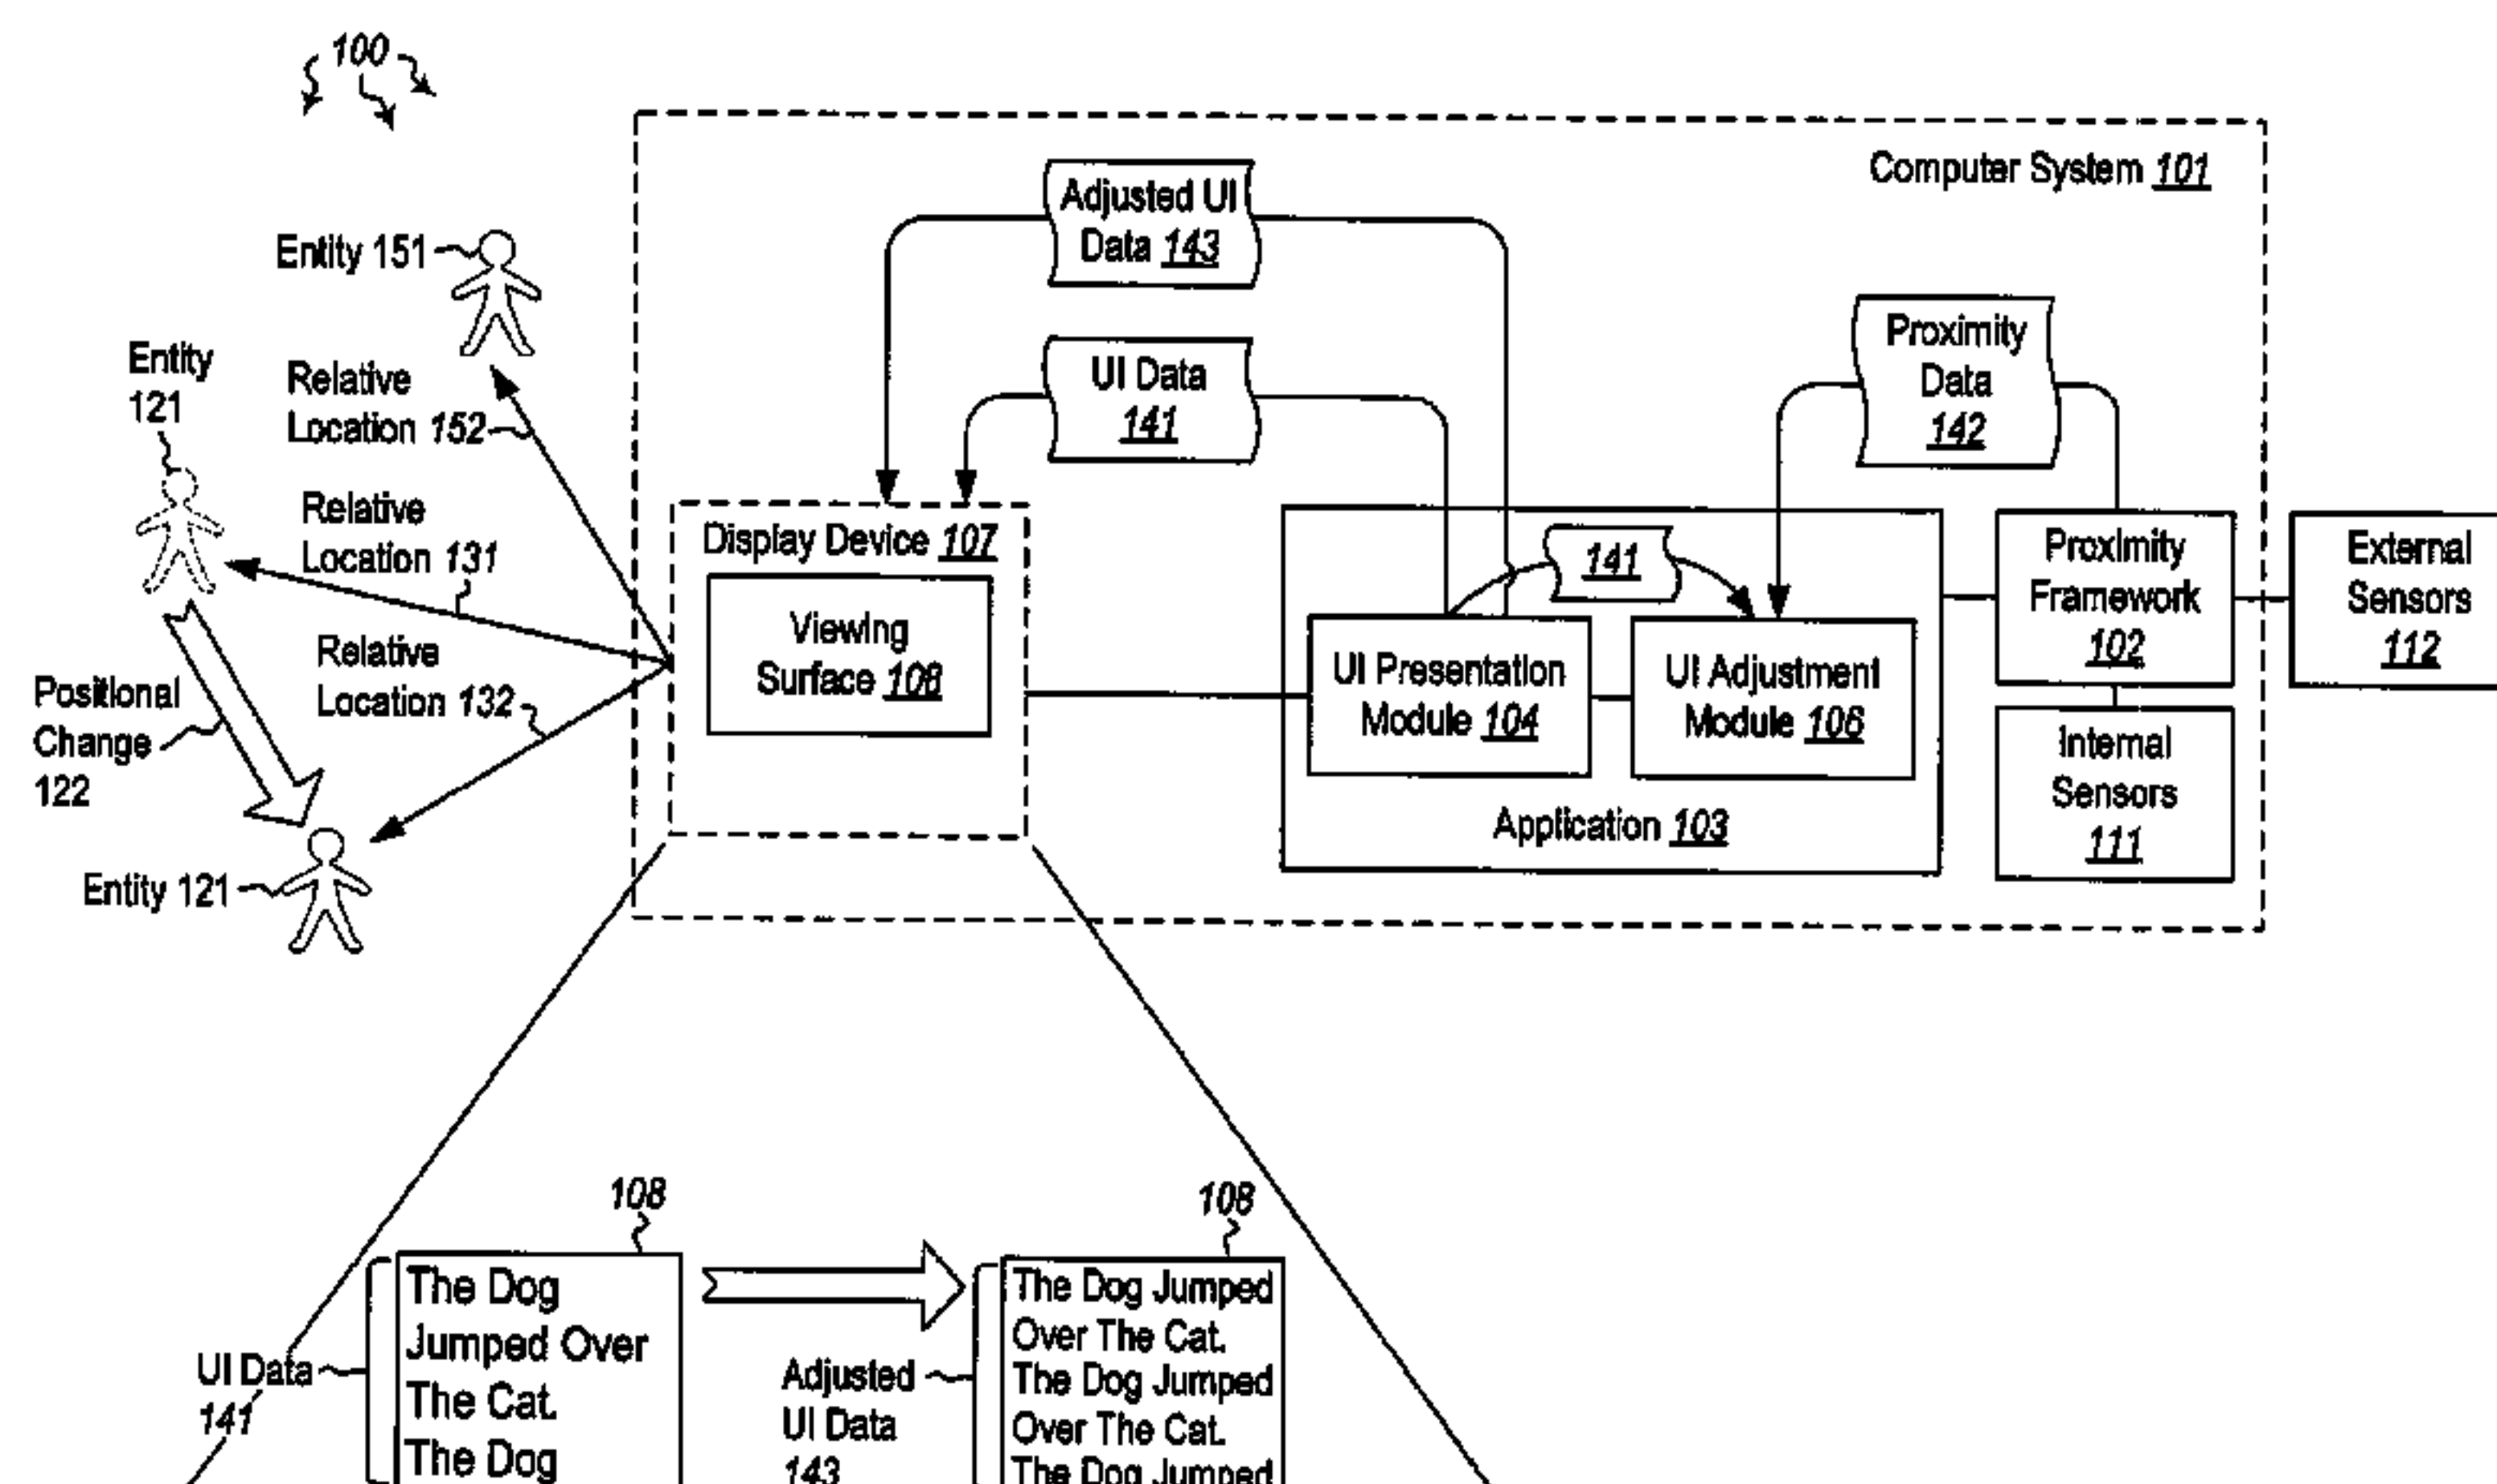 100
Computer System 101
Adjusted UI
Data 143
Entity 151
UI Data
141
Proximity
Data
142
Entity
121
Relative
Location 152
Relative
Location 131
Relative
Location 132
Positional
Change
122
Entity 121
Display Device 107
Viewing
Surface 108
141
UI Presentation
Module 104
UI Adjustment
Module 106
Application 103
Proximity
Framework
102
External
Sensors
112
Internal
Sensors
111
108
108
UI Data
141
The Dog
Jumped Over
The Cat.
The Dog
Adjusted
UI Data
143
The Dog Jumped
Over The Cat.
The Dog Jumped
Over The Cat.
The Dog Jumped